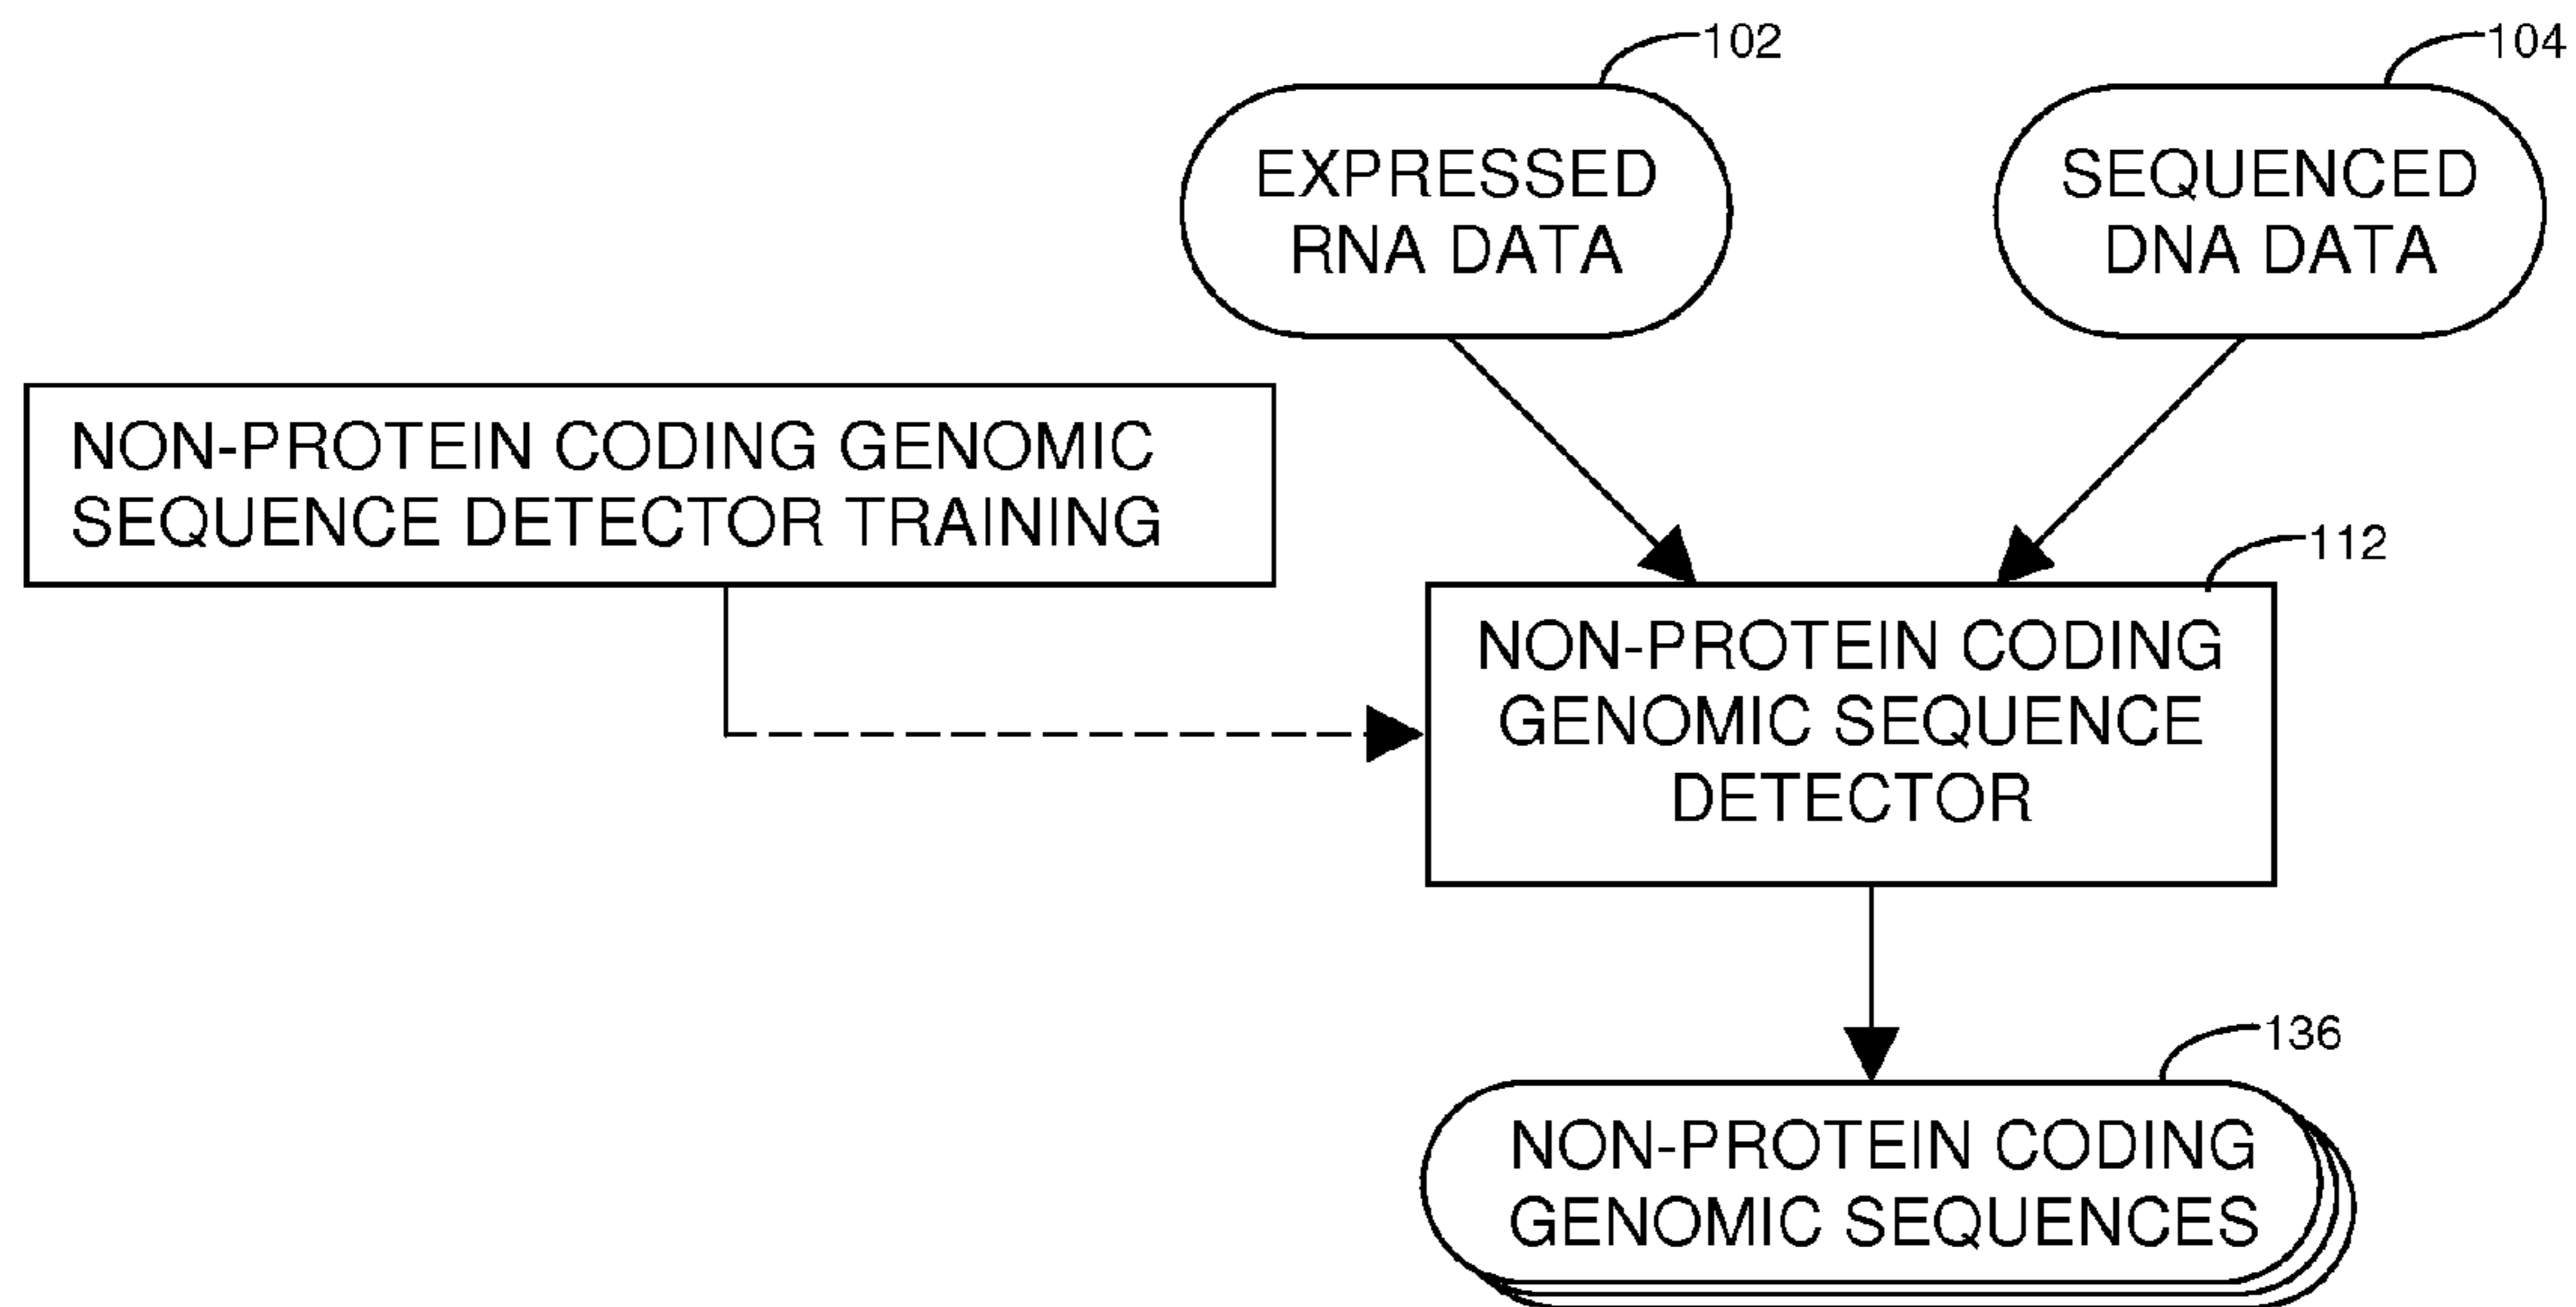 102
104
EXPRESSED
RNA DATA
SEQUENCED
DNA DATA
NON-PROTEIN CODING GENOMIC
SEQUENCE DETECTOR TRAINING
112
NON-PROTEIN CODING
GENOMIC SEQUENCE
DETECTOR
136
NON-PROTEIN CODING
GENOMIC SEQUENCES